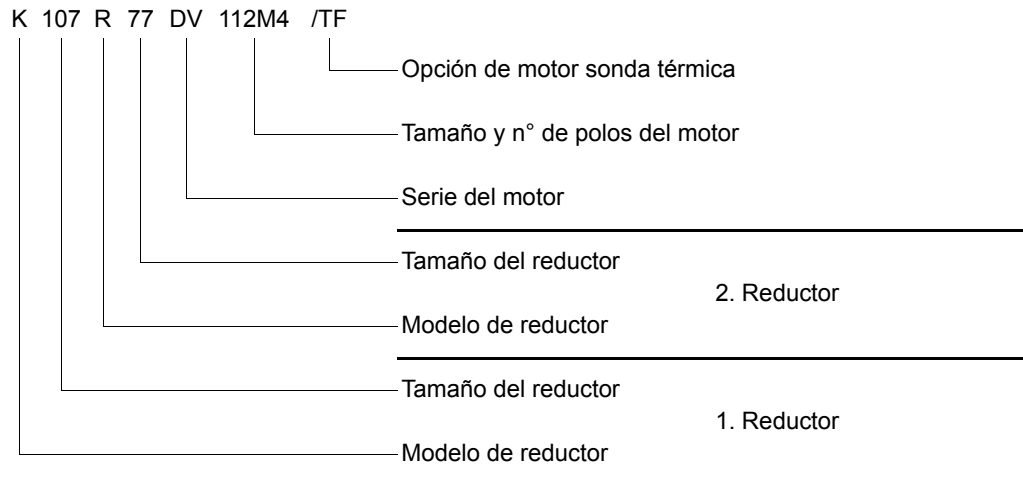 K 107 R 77 DV 112M4 /TF
Opción de motor sonda térmica
Tamaño y n° de polos del motor
Serie del motor
Tamaño del reductor
2. Reductor
Modelo de reductor
Tamaño del reductor
1. Reductor
Modelo de reductor